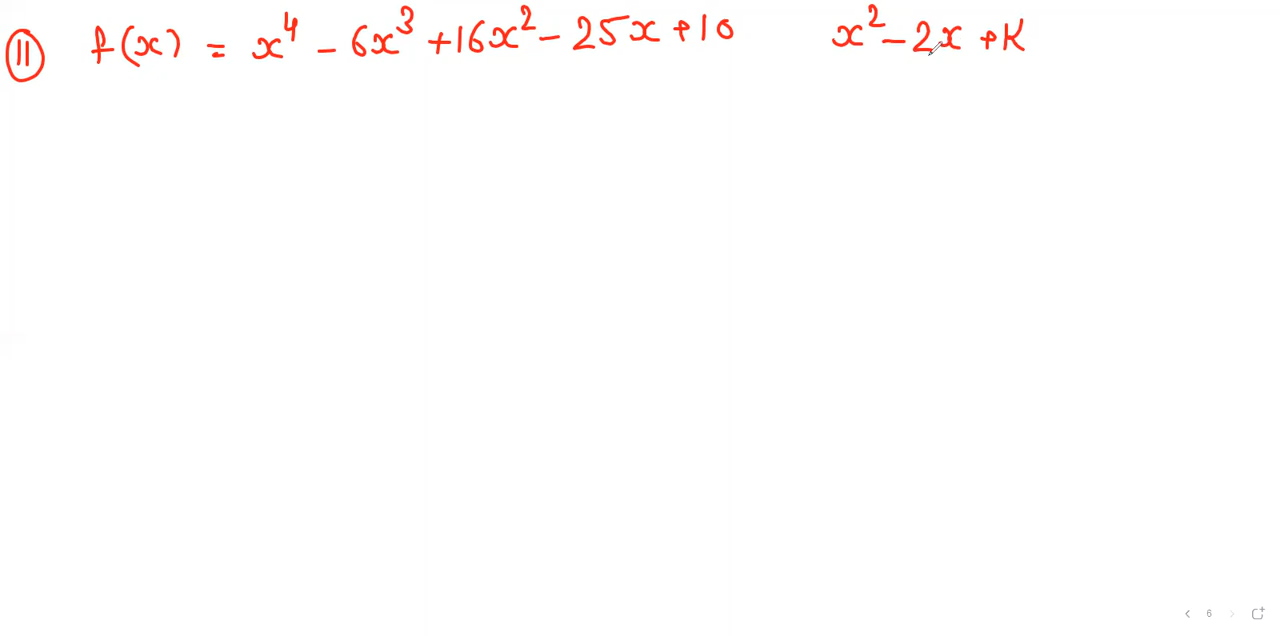 ⑪ f(x) = x⁴ - 6x³ + 16x² - 25x + 10 x² - 2x + K
6